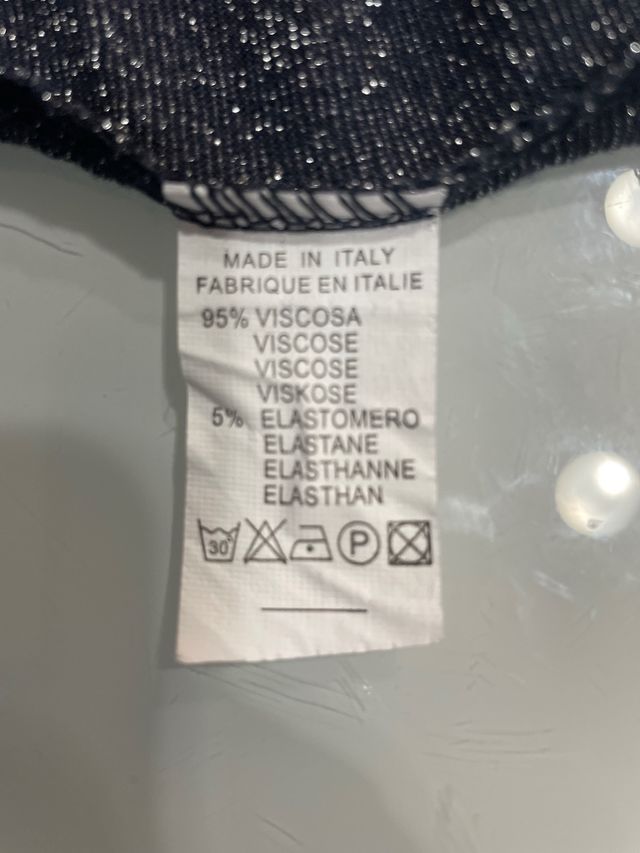 MADE IN ITALY
FABRIQUE EN ITALIE
95% VISCOSA
VISCOSE
VISCOSE
VISKOSE
5% ELASTOMERO
ELASTANE
ELASTHANNE
ELASTHAN
30° P